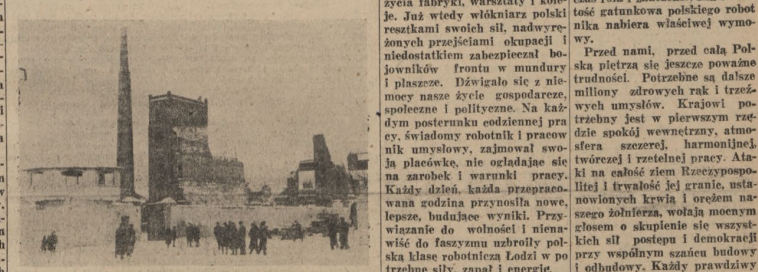 życia fabryki, warsztaty i kole-
je. Już wtedy włókniarz polski
resztkami swoich sił, nadwyrę-
żonych przejściami okupacji i
niedostatkiem zabezpieczał bo-
jowników frontu w mundury
i płaszcze. Dźwigało się z nie-
mocy nasze życie gospodarcze,
społeczne i polityczne. Na każ-
dym posterunku codziennej pra
cy, świadomy robotnik i pracow
nik umysłowy, zajmował swo-
ją placówkę, nie oglądając się
na zarobek i warunki pracy.
Każdy dzień, każda przepraco-
wana godzina przynosiła nowe,
lepsze, budujące wyniki. Przy-
wiązanie do wolności i niena-
wiść do faszyzmu uzbroiły pol-
ską klasę robotniczą Łodzi w po
trzebne siły, zapał i energię.
tość gatunkowa polskiego robot
nika nabiera właściwej wymo-
wy.
Przed nami, przed całą Pol-
ską piętrzą się jeszcze poważne
trudności. Potrzebne są dalsze
miliony zdrowych rąk i trzeź-
wych umysłów. Krajowi po-
trzebny jest w pierwszym rzę-
dzie spokój wewnętrzny, atmo-
sfera szczerej, harmonijnej,
twórczej i rzetelnej pracy. Ata-
ki na całość ziem Rzeczypospo-
litej i trwałość jej granic, usta-
nowionych krwią i orężem na-
szego żołnierza, wołają mocnym
głosem o skupienie się wszyst-
kich sił postępu i demokracji
przy wspólnym szańcu budowy
i odbudowy. Każdy prawdziwy